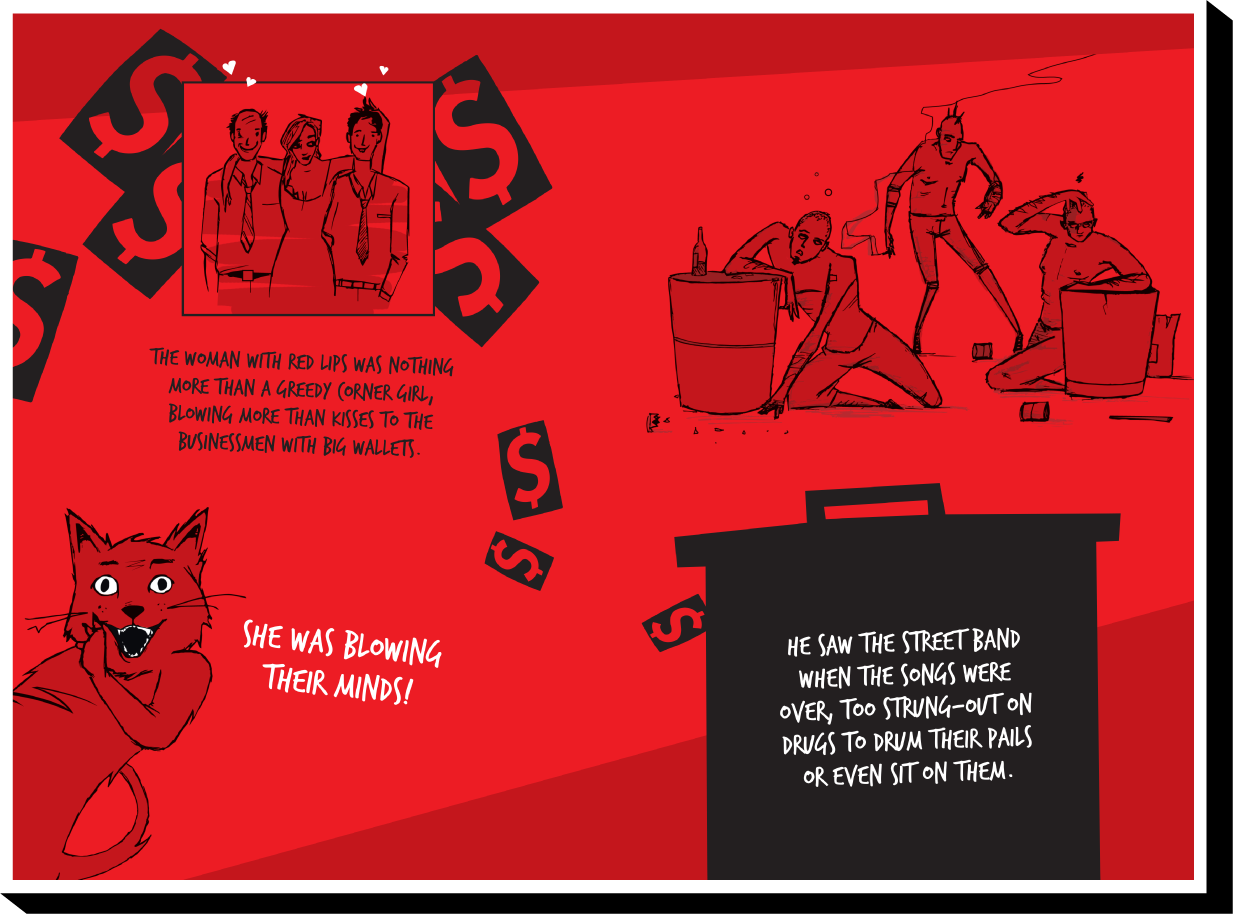 $
$
$
$
$
THE WOMAN WITH RED LIPS WAS NOTHING
MORE THAN A GREEDY CORNER GIRL,
BLOWING MORE THAN KISSES TO THE
BUSINESSMEN WITH BIG WALLETS.
$
$
$
SHE WAS BLOWING
THEIR MINDS!
HE SAW THE STREET BAND
WHEN THE SONGS WERE
OVER, TOO STRUNG-OUT ON
DRUGS TO DRUM THEIR PAILS
OR EVEN SIT ON THEM.